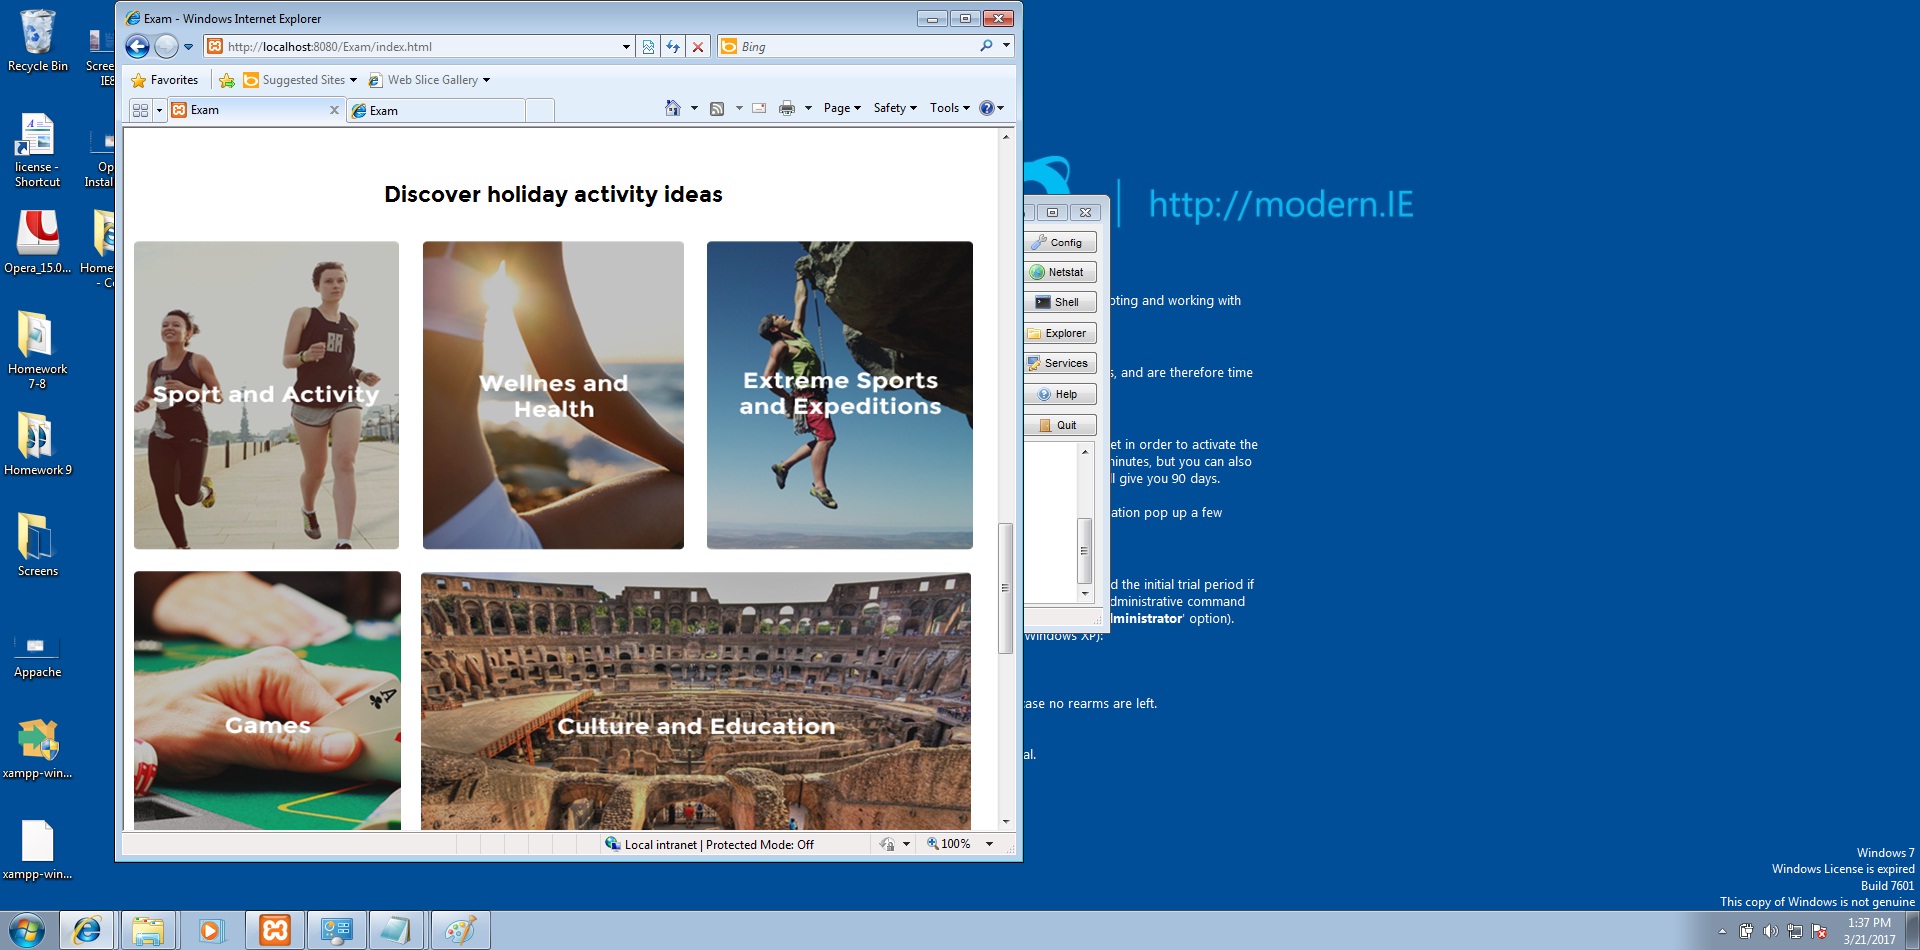 Exam - Windows Internet Explorer
http://localhost:8080/Exam/index.html
Bing
Favorites
Suggested Sites
Web Slice Gallery
Exam
Exam
Page
Safety
Tools
Discover holiday activity ideas
Sport and Activity
Wellnes and
Health
Extreme Sports
and Expeditions
BR
Games
A
Culture and Education
Local intranet | Protected Mode: Off
100%
Recycle Bin
Scree
IE8
license -
Shortcut
Op
Instal
Opera_15.0...
Home
- Co
Homework
7-8
Homework 9
Screens
Appache
xampp-win...
xampp-win...
http://modern.IE
Config
Netstat
Shell
Explorer
Services
Help
Quit
oting and working with
s, and are therefore time
et in order to activate the
minutes, but you can also
ll give you 90 days.
ation pop up a few
d the initial trial period if
dministrative command
dministrator' option).
Windows XP):
case no rearms are left.
al.
Windows 7
Windows License is expired
Build 7601
This copy of Windows is not genuine
1:37 PM
3/21/2017